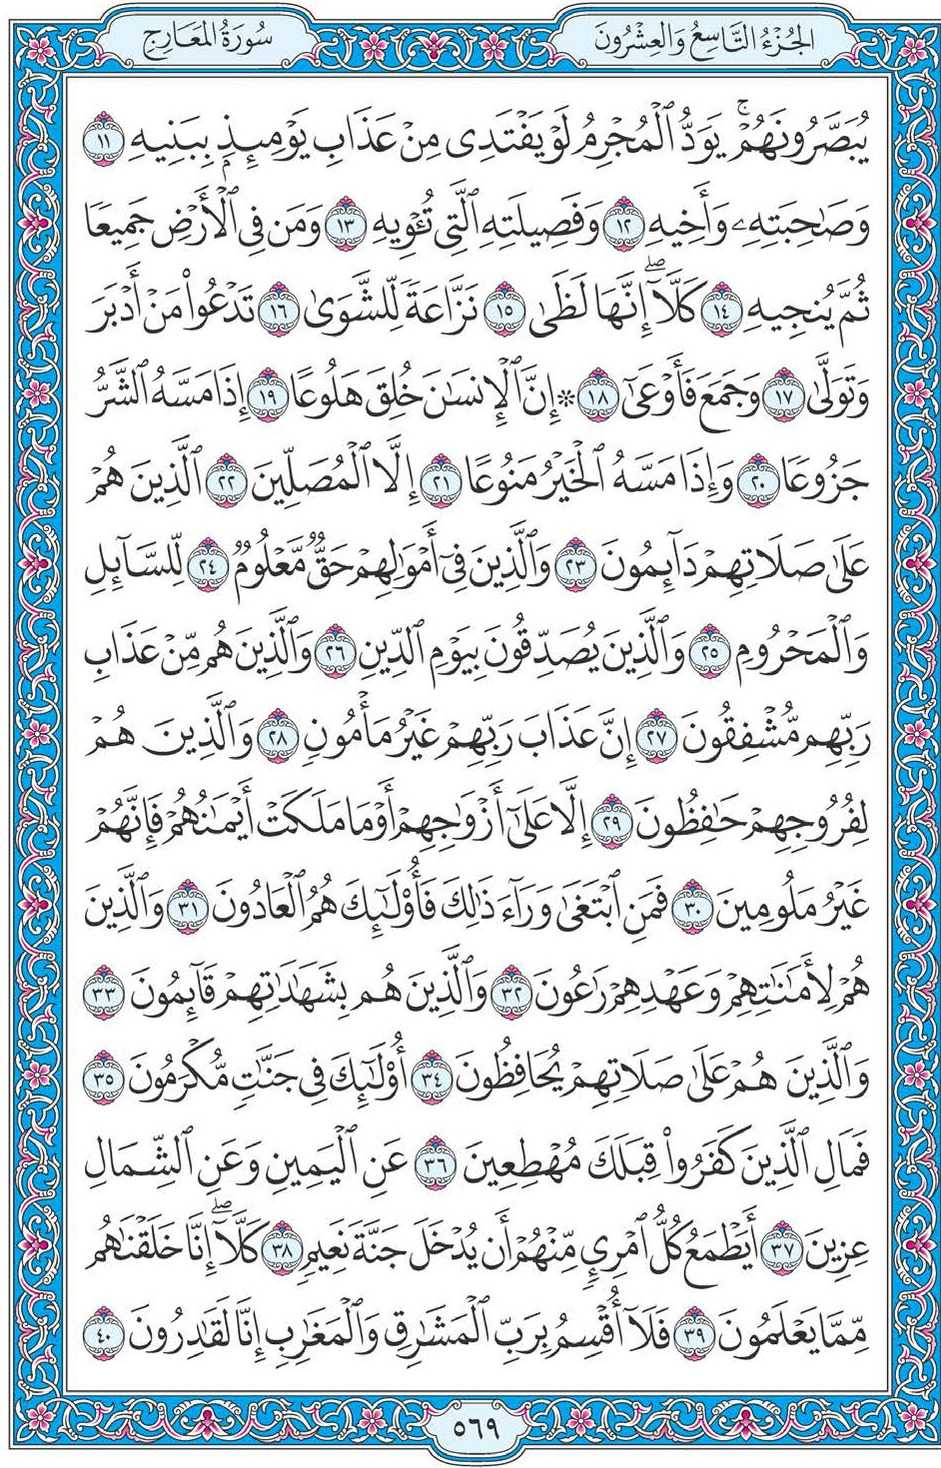 الجُزْءُ التَّاسِعُ وَالعِشْرُونَ
سُورَةُ المَعَارِجِ
يُبَصَّرُونَهُمْۚ يَوَدُّ ٱلْمُجْرِمُ لَوْ يَفْتَدِى مِنْ عَذَابِ يَوْمِئِذِۭ بِبَنِيهِ ١١
وَصَٰحِبَتِهِۦ وَأَخِيهِ ١٢ وَفَصِيلَتِهِ ٱلَّتِى تُـْٔوِيهِ ١٣ وَمَن فِى ٱلْأَرْضِ جَمِيعًا
ثُمَّ يُنجِيهِ ١٤ كَلَّآۖ إِنَّهَا لَظَىٰ ١٥ نَزَّاعَةً لِّلشَّوَىٰ ١٦ تَدْعُوا۟ مَنْ أَدْبَرَ
وَتَوَلَّىٰ ١٧ وَجَمَعَ فَأَوْعَىٰٓ ١٨ ۞ إِنَّ ٱلْإِنسَٰنَ خُلِقَ هَلُوعًا ١٩ إِذَا مَسَّهُ ٱلشَّرُّ
جَزُوعًا ٢٠ وَإِذَا مَسَّهُ ٱلْخَيْرُ مَنُوعًا ٢١ إِلَّا ٱلْمُصَلِّينَ ٢٢ ٱلَّذِينَ هُمْ
عَلَىٰ صَلَاتِهِمْ دَآئِمُونَ ٢٣ وَٱلَّذِينَ فِىٓ أَمْوَٰلِهِمْ حَقٌّ مَّعْلُومٌ ٢٤ لِّلسَّآئِلِ
وَٱلْمَحْرُومِ ٢٥ وَٱلَّذِينَ يُصَدِّقُونَ بِيَوْمِ ٱلدِّينِ ٢٦ وَٱلَّذِينَ هُم مِّنْ عَذَابِ
رَبِّهِم مُّشْفِقُونَ ٢٧ إِنَّ عَذَابَ رَبِّهِمْ غَيْرُ مَأْمُونٍ ٢٨ وَٱلَّذِينَ هُمْ
لِفُرُوجِهِمْ حَٰفِظُونَ ٢٩ إِلَّا عَلَىٰٓ أَزْوَٰجِهِمْ أَوْ مَا مَلَكَتْ أَيْمَٰنُهُمْ فَإِنَّهُمْ
غَيْرُ مَلُومِينَ ٣٠ فَمَنِ ٱبْتَغَىٰ وَرَآءَ ذَٰلِكَ فَأُو۟لَٰٓئِكَ هُمُ ٱلْعَادُونَ ٣١ وَٱلَّذِينَ
هُمْ لِأَمَٰنَٰتِهِمْ وَعَهْدِهِمْ رَٰعُونَ ٣٢ وَٱلَّذِينَ هُم بِشَهَٰدَٰتِهِمْ قَآئِمُونَ ٣٣
وَٱلَّذِينَ هُمْ عَلَىٰ صَلَاتِهِمْ يُحَافِظُونَ ٣٤ أُو۟لَٰٓئِكَ فِى جَنَّٰتٍ مُّكْرَمُونَ ٣٥
فَمَالِ ٱلَّذِينَ كَفَرُوا۟ قِبَلَكَ مُهْطِعِينَ ٣٦ عَنِ ٱلْيَمِينِ وَعَنِ ٱلشِّمَالِ
عِزِينَ ٣٧ أَيَطْمَعُ كُلُّ ٱمْرِئٍ مِّنْهُمْ أَن يُدْخَلَ جَنَّةَ نَعِيمٍ ٣٨ كَلَّآۖ إِنَّا خَلَقْنَٰهُم
مِّمَّا يَعْلَمُونَ ٣٩ فَلَآ أُقْسِمُ بِرَبِّ ٱلْمَشَٰرِقِ وَٱلْمَغَٰرِبِ إِنَّا لَقَٰدِرُونَ ٤٠
٥٦٩